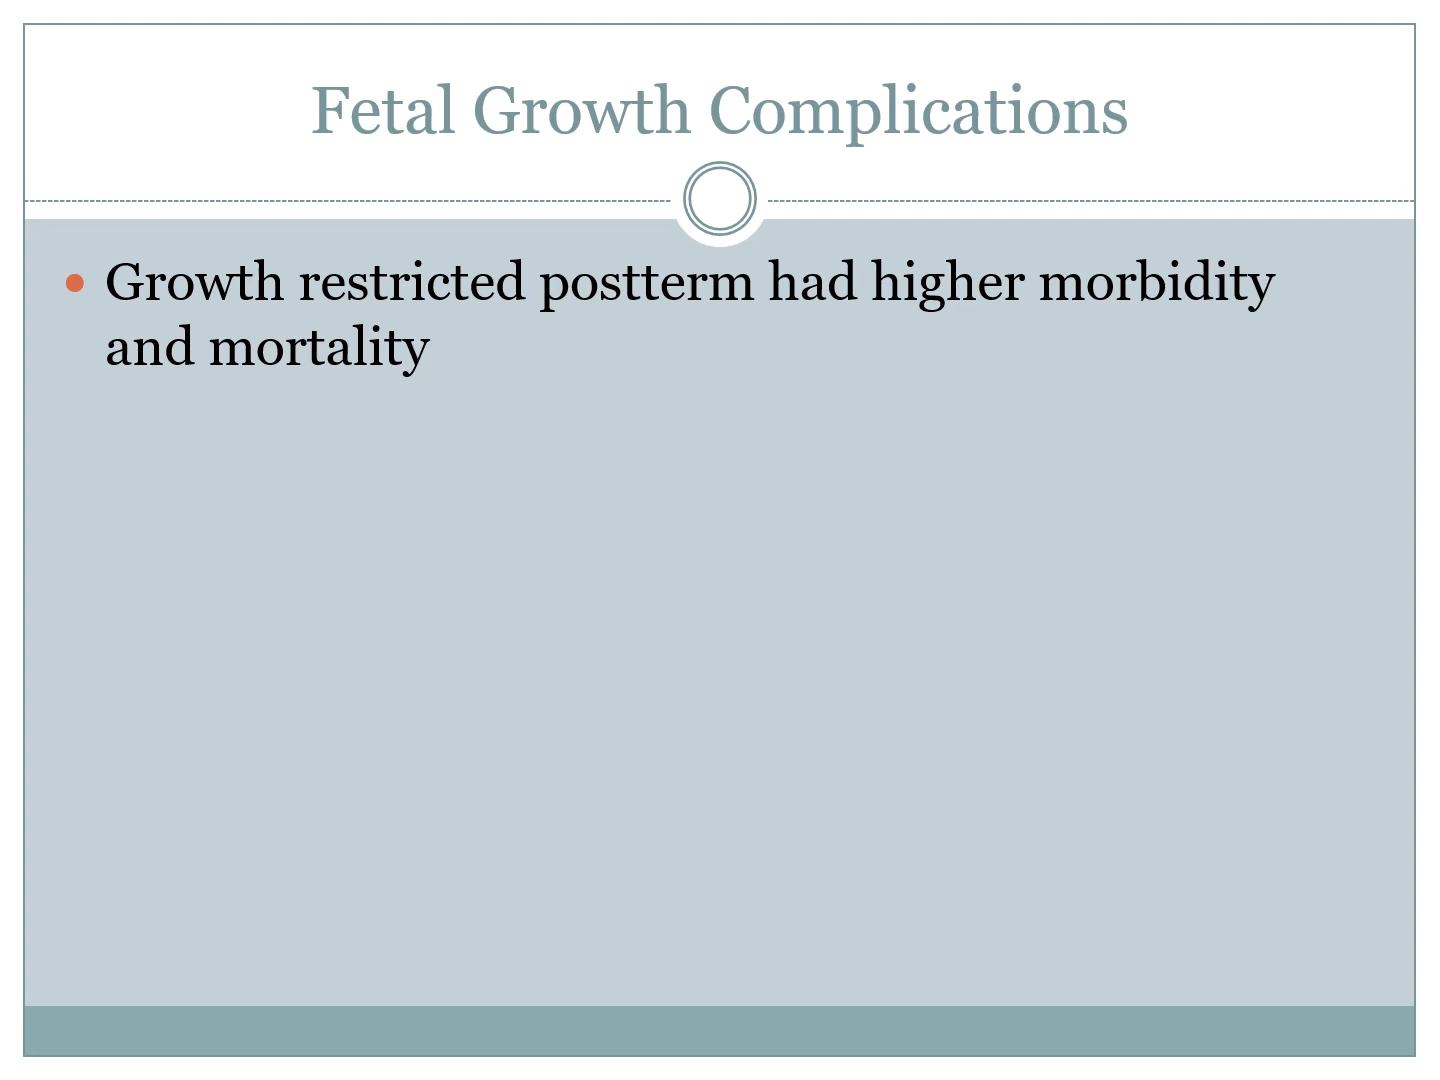 Fetal Growth Complications
Growth restricted postterm had higher morbidity
and mortality